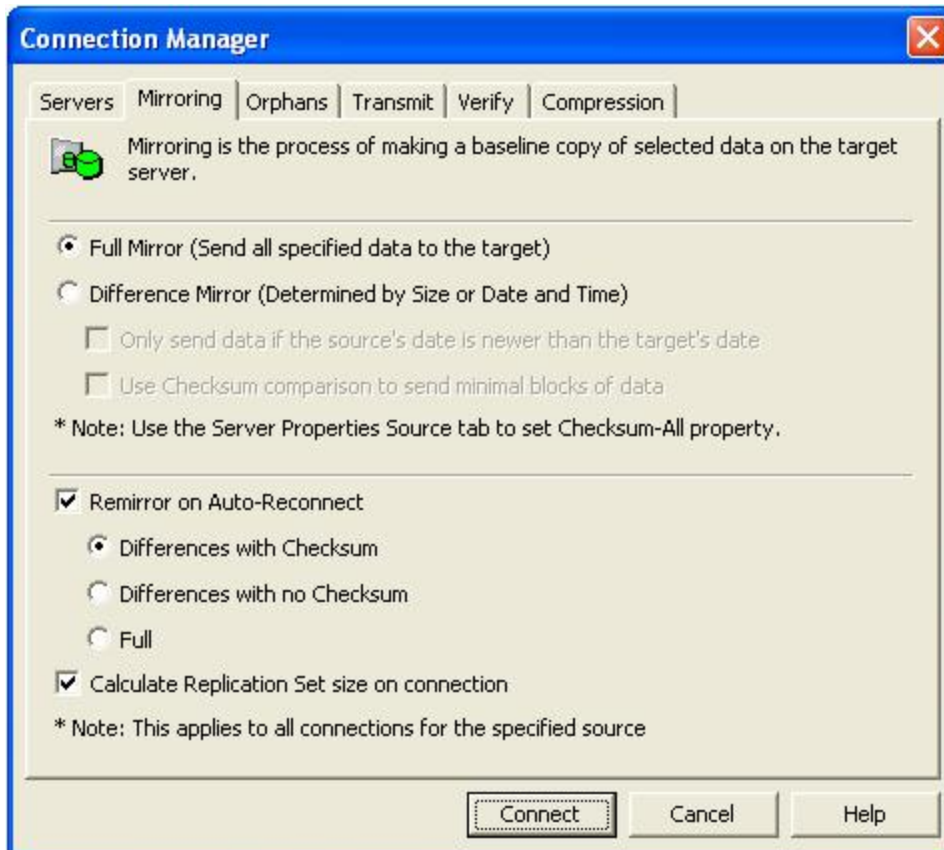 Connection Manager
Servers Mirroring Orphans Transmit Verify Compression
Mirroring is the process of making a baseline copy of selected data on the target
server.
Full Mirror (Send all specified data to the target)
Difference Mirror (Determined by Size or Date and Time)
Only send data if the source's date is newer than the target's date
Use Checksum comparison to send minimal blocks of data
* Note: Use the Server Properties Source tab to set Checksum-All property.
Remirror on Auto-Reconnect
Differences with Checksum
Differences with no Checksum
Full
Calculate Replication Set size on connection
* Note: This applies to all connections for the specified source
Connect Cancel Help